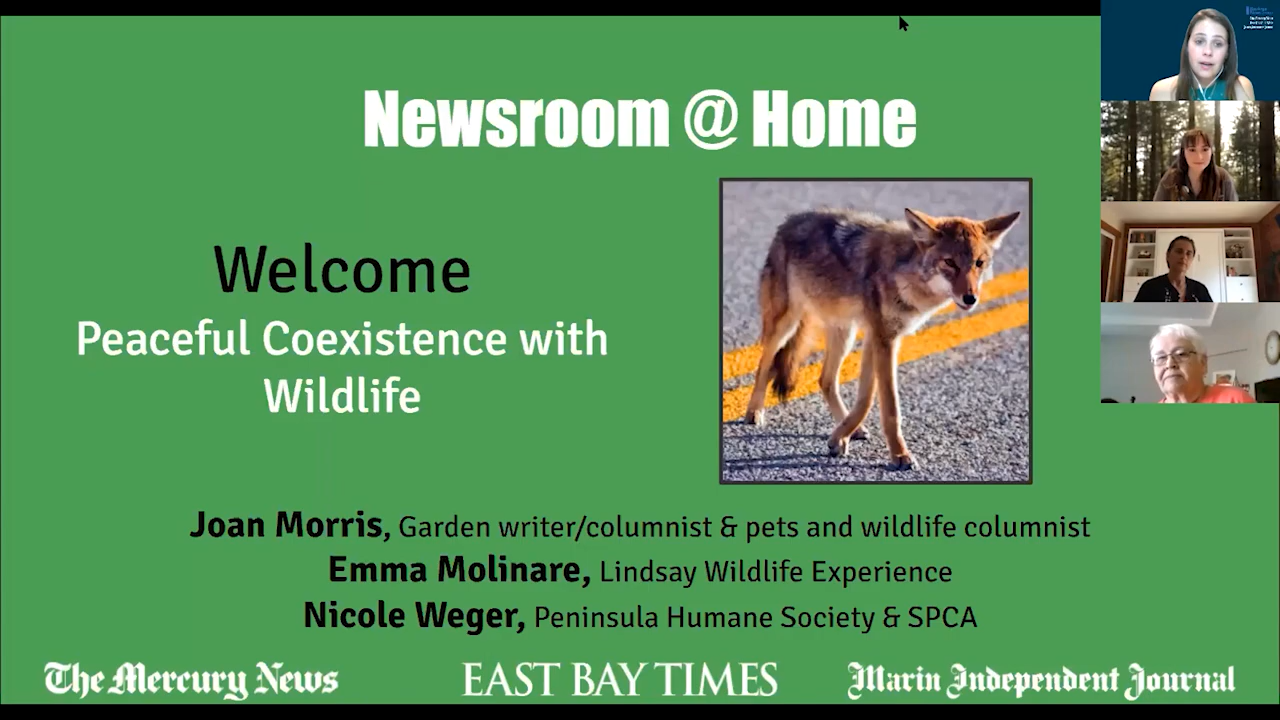 Newsroom @ Home
Welcome
Peaceful Coexistence with
Wildlife
Joan Morris, Garden writer/columnist & pets and wildlife columnist
Emma Molinare, Lindsay Wildlife Experience
Nicole Weger, Peninsula Humane Society & SPCA
The Mercury News
EAST BAY TIMES
Marin Independent Journal